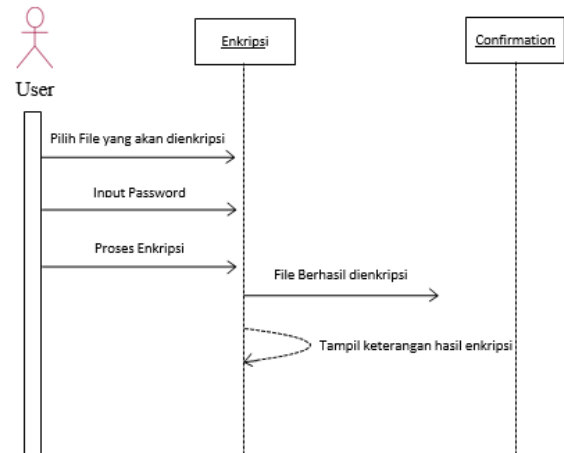 Enkripsi
Confirmation
User
Pilih File yang akan dienkripsi
Input Password
Proses Enkripsi
File Berhasil dienkripsi
Tampil keterangan hasil enkripsi